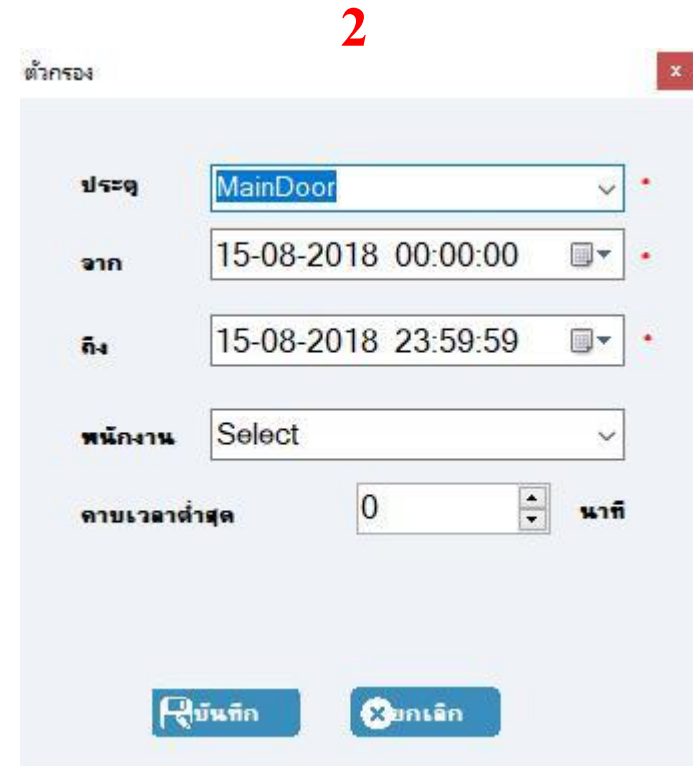 2
ตัวกรอง x
ประตู MainDoor *
จาก 15-08-2018 00:00:00 *
ถึง 15-08-2018 23:59:59 *
พนักงาน Select
คาบเวลาต่ำสุด 0 นาที
บันทึก ยกเลิก